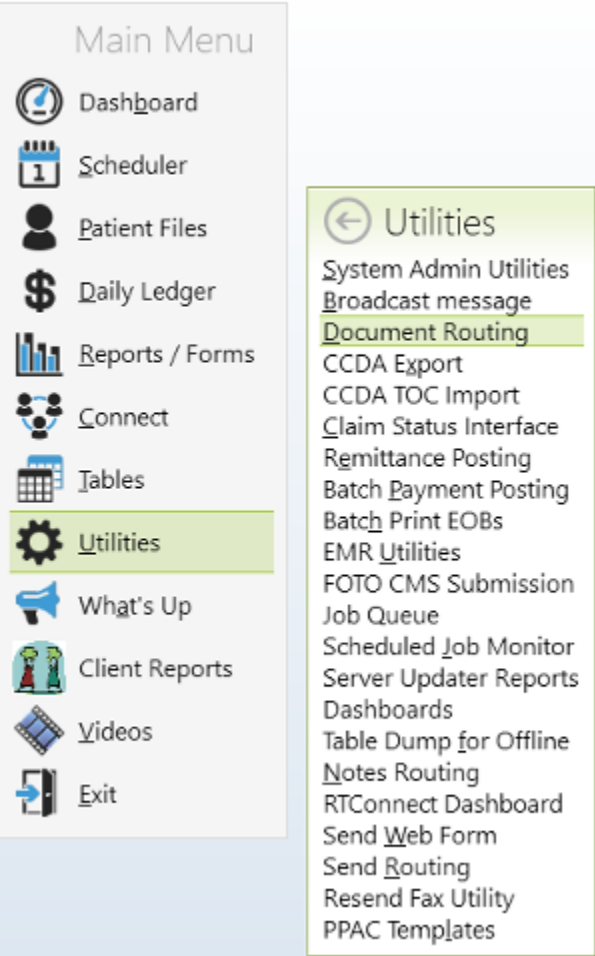 Main Menu
Dashboard
1
Scheduler
Patient Files
$
Daily Ledger
Reports / Forms
Connect
Tables
Utilities
What's Up
Client Reports
Videos
Exit
Utilities
System Admin Utilities
Broadcast message
Document Routing
CCDA Export
CCDA TOC Import
Claim Status Interface
Remittance Posting
Batch Payment Posting
Batch Print EOBs
EMR Utilities
FOTO CMS Submission
Job Queue
Scheduled Job Monitor
Server Updater Reports
Dashboards
Table Dump for Offline
Notes Routing
RTConnect Dashboard
Send Web Form
Send Routing
Resend Fax Utility
PPAC Templates